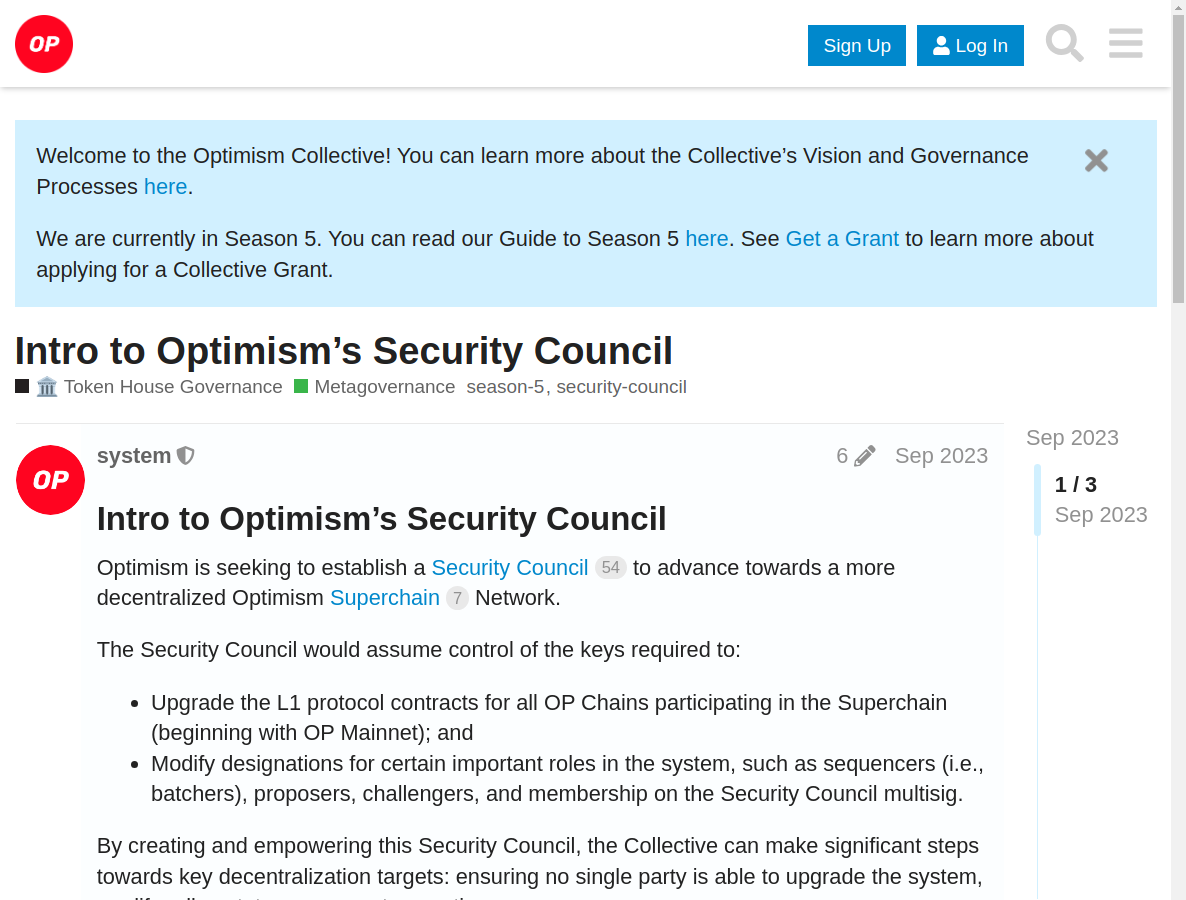 OP
Sign Up
Log In
Welcome to the Optimism Collective! You can learn more about the Collective’s Vision and Governance
Processes here.
We are currently in Season 5. You can read our Guide to Season 5 here. See Get a Grant to learn more about
applying for a Collective Grant.
Intro to Optimism’s Security Council
Token House Governance Metagovernance season-5, security-council
OP
system
6
Sep 2023
Sep 2023
1 / 3
Sep 2023
Intro to Optimism’s Security Council
Optimism is seeking to establish a Security Council 54 to advance towards a more
decentralized Optimism Superchain 7 Network.
The Security Council would assume control of the keys required to:
• Upgrade the L1 protocol contracts for all OP Chains participating in the Superchain
(beginning with OP Mainnet); and
• Modify designations for certain important roles in the system, such as sequencers (i.e.,
batchers), proposers, challengers, and membership on the Security Council multisig.
By creating and empowering this Security Council, the Collective can make significant steps
towards key decentralization targets: ensuring no single party is able to upgrade the system,